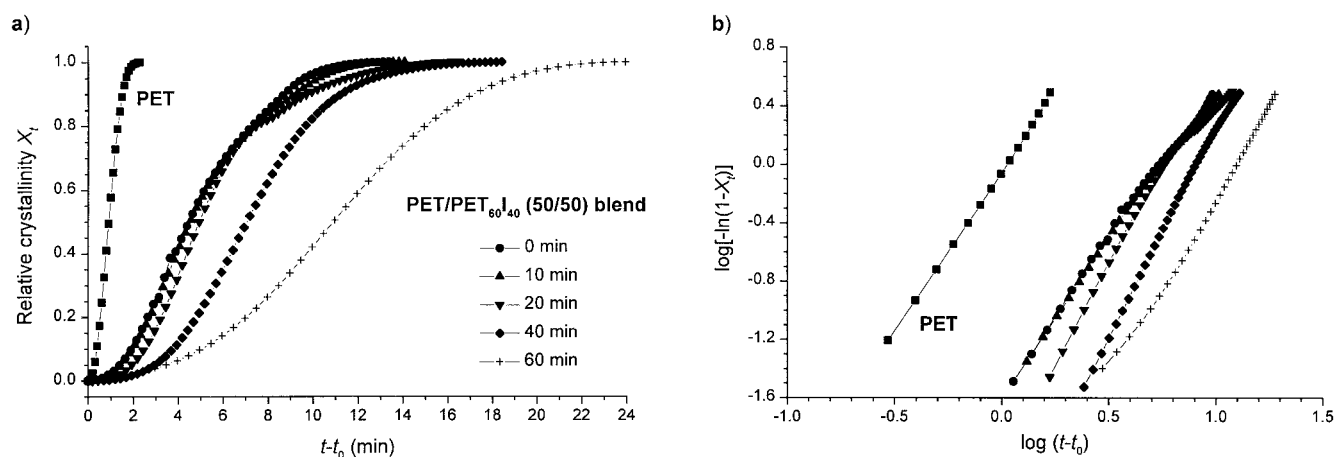 a)
Relative crystallinity Xt
1.0
0.8
0.6
0.4
0.2
0.0
PET
PET/PET60I40 (50/50) blend
0 min
10 min
20 min
40 min
60 min
0 2 4 6 8 10 12 14 16 18 20 22 24
t-t0 (min)
b)
log[-ln(1-Xt)]
0.8
0.4
0.0
-0.4
-0.8
-1.2
-1.6
PET
-1.0 -0.5 0.0 0.5 1.0 1.5
log (t-t0)